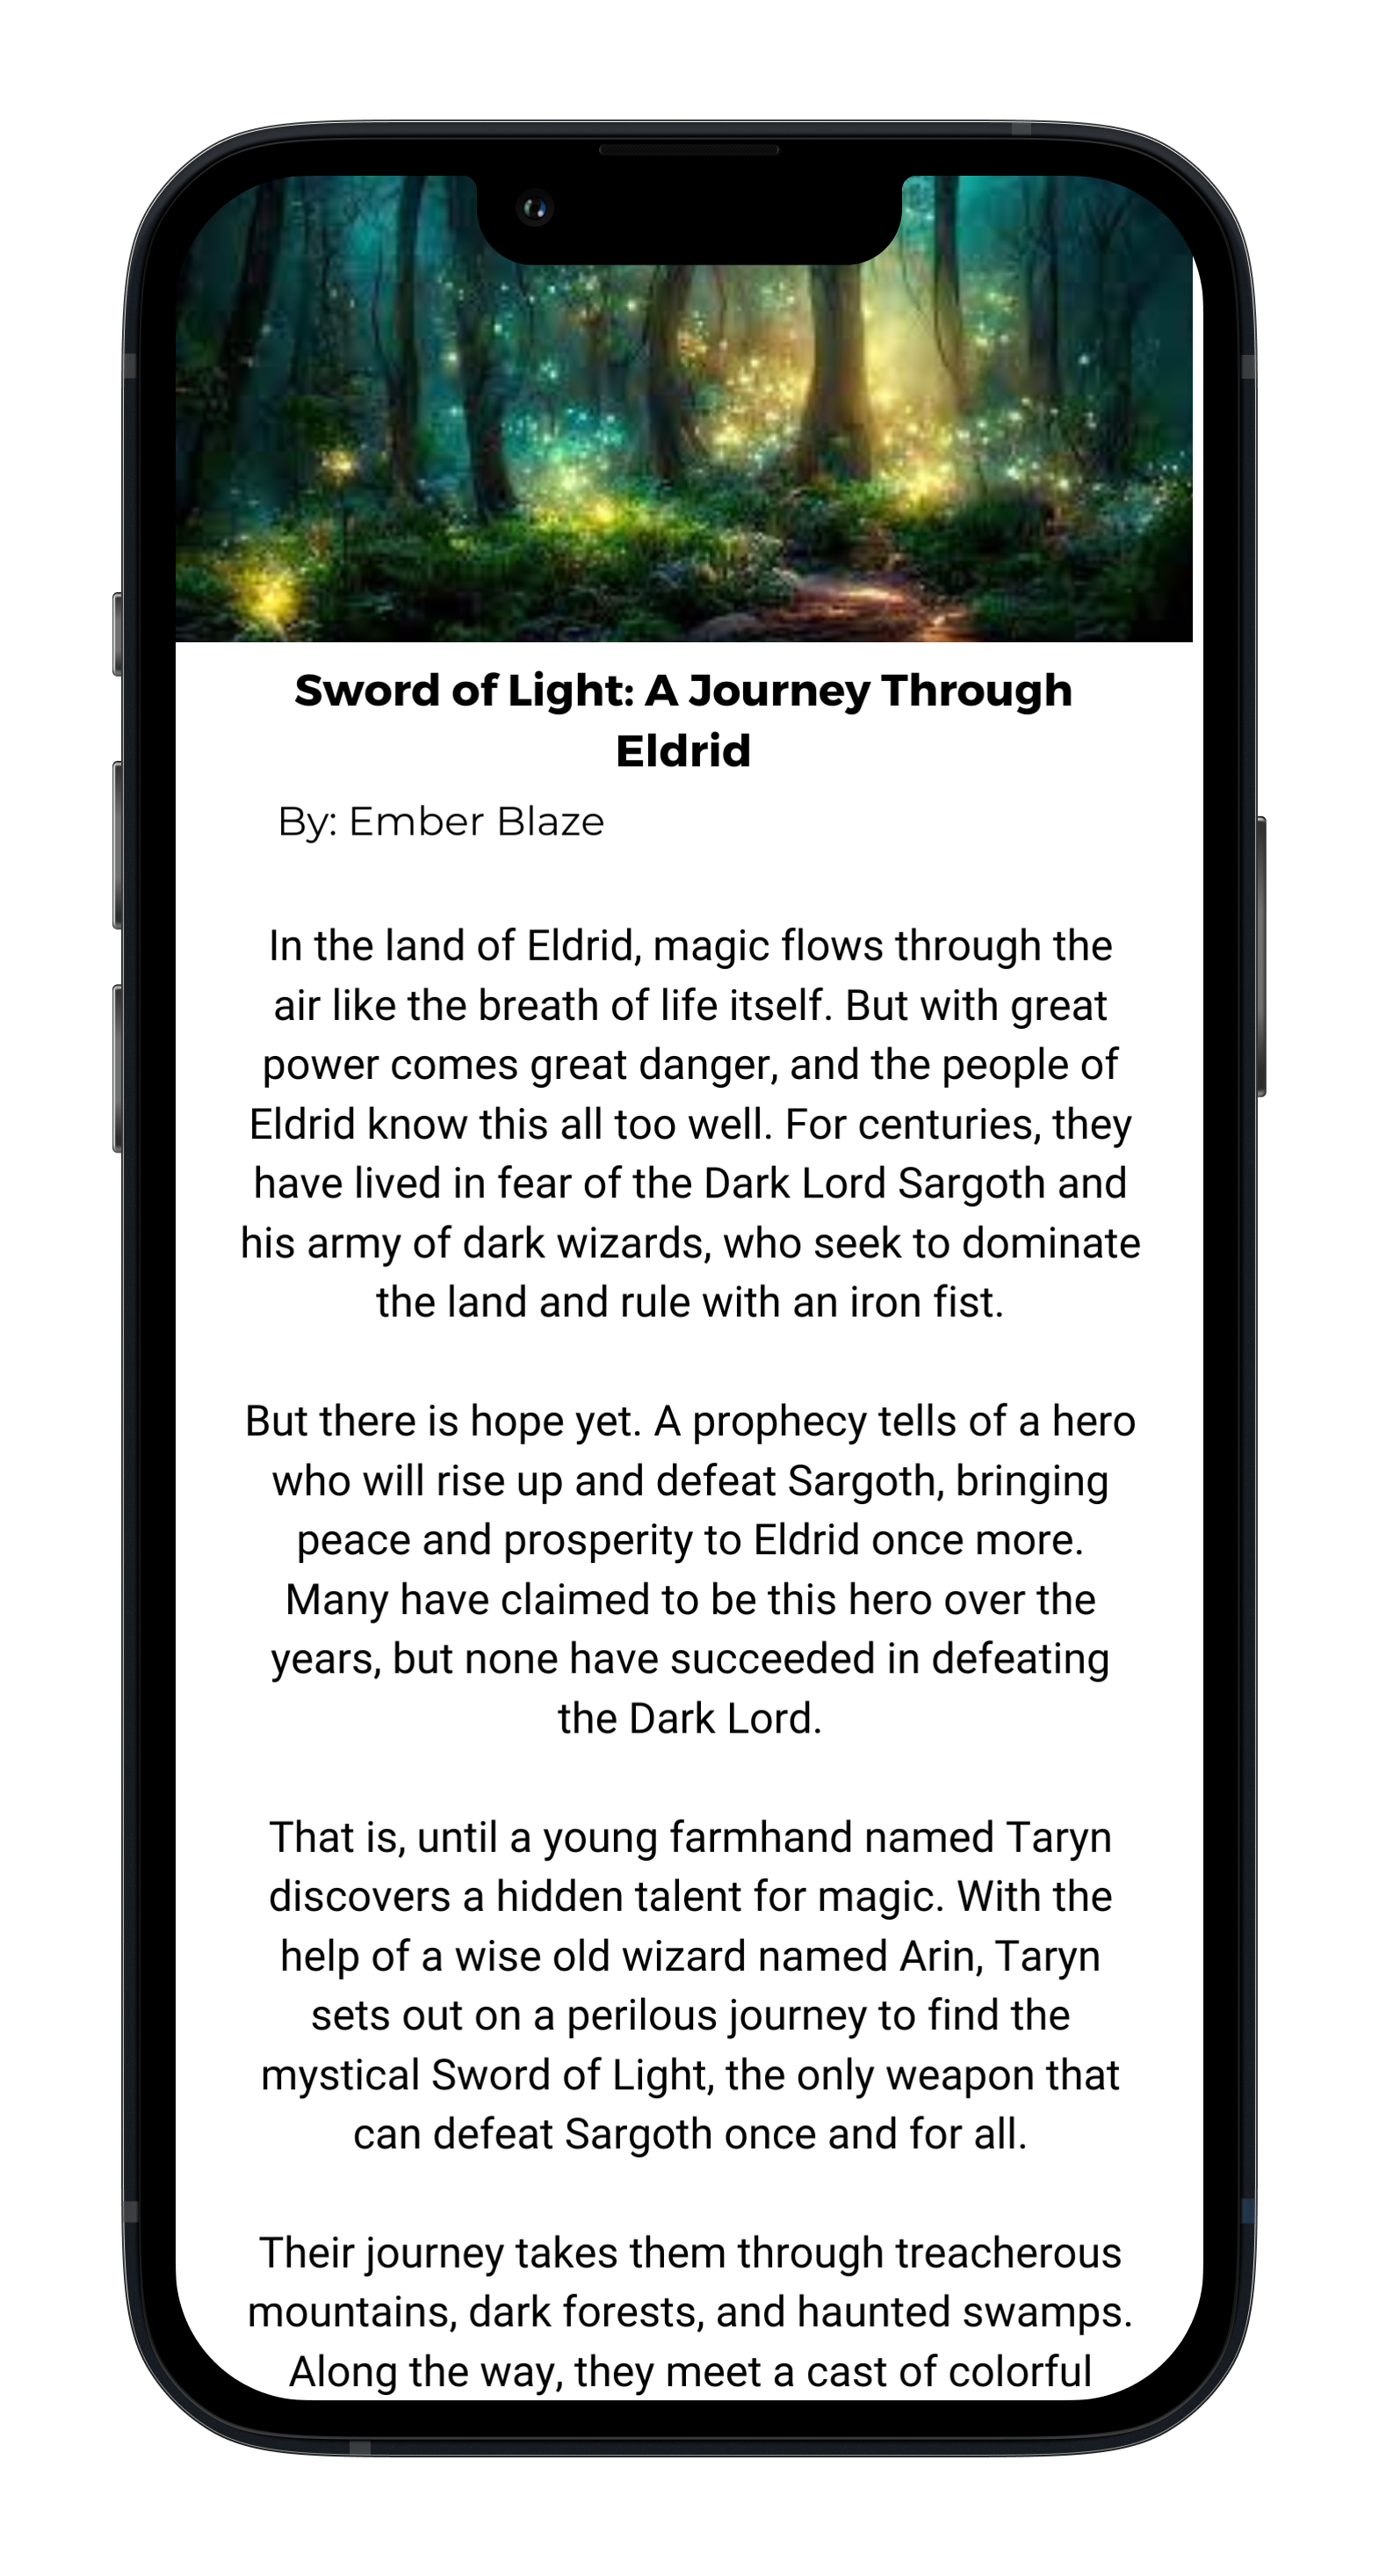 Sword of Light: A Journey Through
Eldrid
By: Ember Blaze
In the land of Eldrid, magic flows through the
air like the breath of life itself. But with great
power comes great danger, and the people of
Eldrid know this all too well. For centuries, they
have lived in fear of the Dark Lord Sargoth and
his army of dark wizards, who seek to dominate
the land and rule with an iron fist.
But there is hope yet. A prophecy tells of a hero
who will rise up and defeat Sargoth, bringing
peace and prosperity to Eldrid once more.
Many have claimed to be this hero over the
years, but none have succeeded in defeating
the Dark Lord.
That is, until a young farmhand named Taryn
discovers a hidden talent for magic. With the
help of a wise old wizard named Arin, Taryn
sets out on a perilous journey to find the
mystical Sword of Light, the only weapon that
can defeat Sargoth once and for all.
Their journey takes them through treacherous
mountains, dark forests, and haunted swamps.
Along the way, they meet a cast of colorful